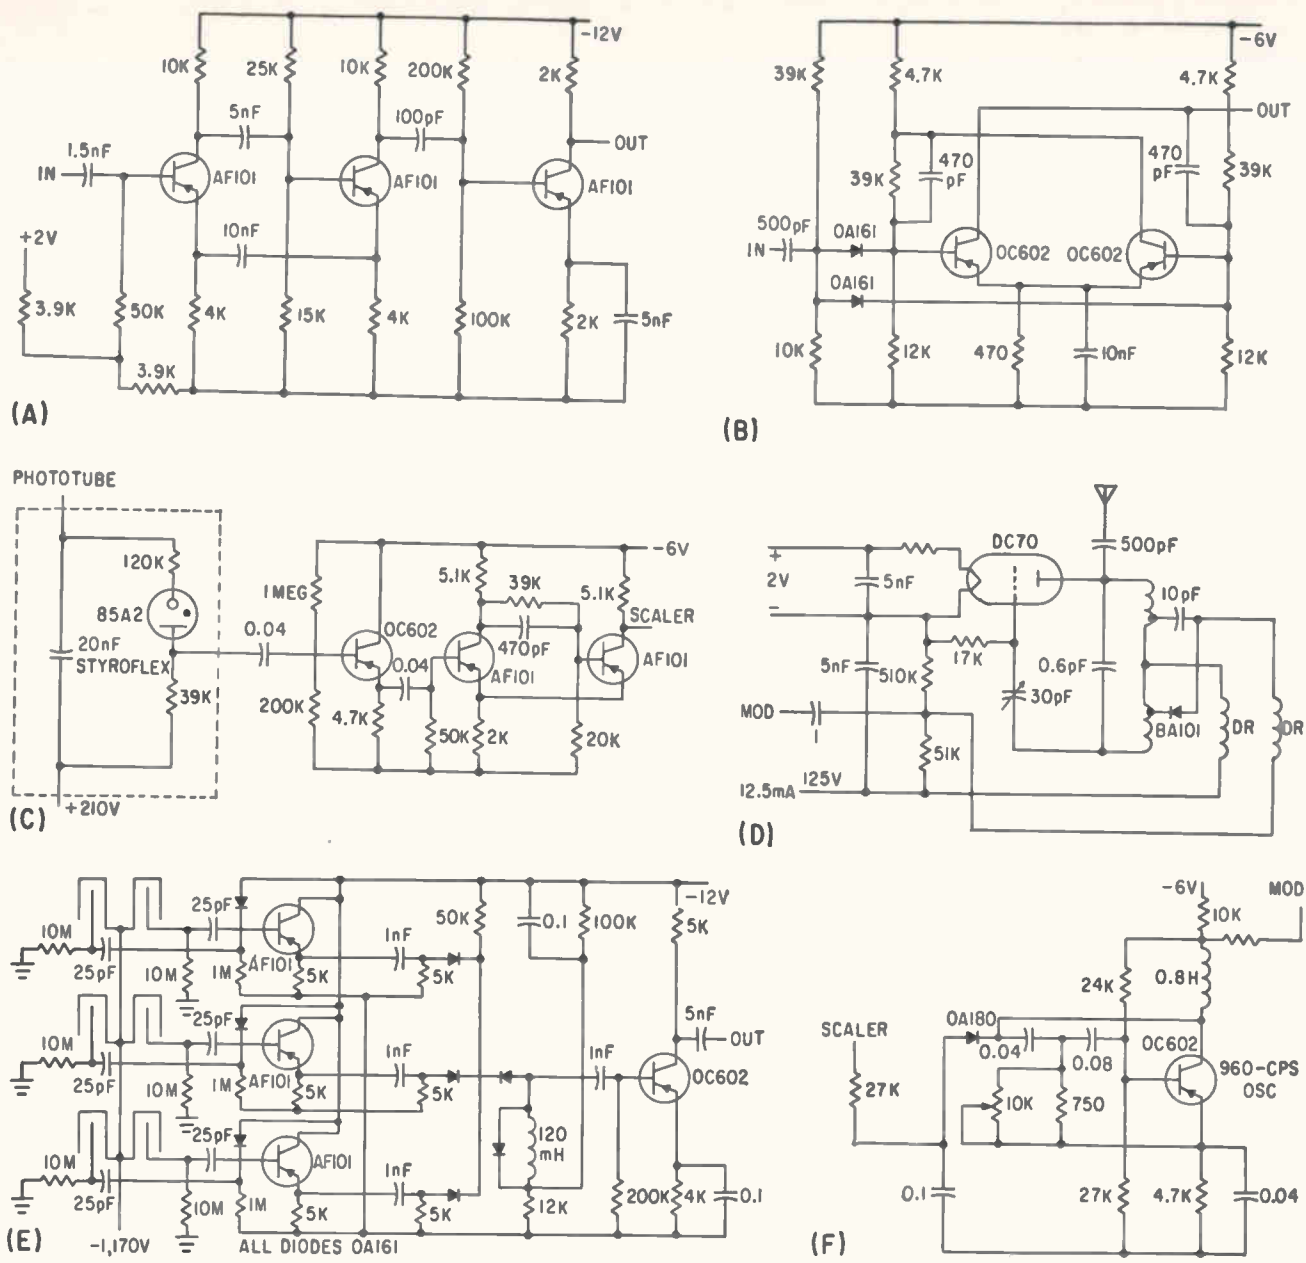 -12V
10K
25K
10K
200K
2K
5nF
100pF
OUT
1.5nF
IN
AF101
AF101
AF101
10nF
+2V
3.9K
50K
4K
15K
4K
100K
2K
5nF
3.9K
(A)
-6V
39K
4.7K
4.7K
OUT
470
pF
470
pF
39K
39K
500pF
OA161
IN
OC602
OC602
OA161
10K
12K
470
10nF
12K
(B)
PHOTOTUBE
120K
85A2
20nF
STYROFLEX
39K
+210V
-6V
5.1K
39K
5.1K
1MEG
SCALER
0.04
OC602
470pF
0.04
AF101
AF101
200K
4.7K
50K
2K
20K
(C)
DC70
500pF
+
2V
-
5nF
10pF
17K
0.6pF
5nF
510K
30pF
MOD
1
BA101
DR
DR
51K
125V
12.5mA
(D)
-12V
25pF
50K
0.1
100K
5K
10M
1nF
25pF
10M
1M
AF101
5K
5K
25pF
5nF
OUT
10M
1nF
1nF
OC602
25pF
10M
1M
AF101
5K
5K
25pF
120
mH
10M
AF101
1nF
25pF
10M
1M
5K
5K
12K
200K
4K
0.1
-1,170V
ALL DIODES OA161
(E)
-6V
MOD
10K
24K
0.8H
SCALER
OA180
0.04
0.08
OC602
960-CPS
OSC
27K
10K
750
0.1
27K
4.7K
0.04
(F)